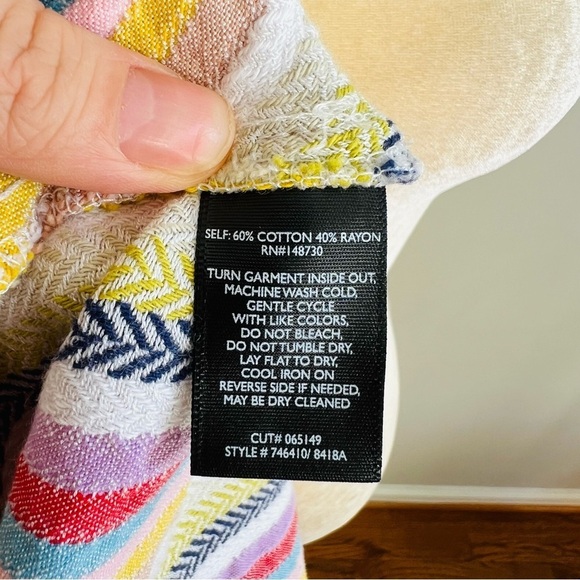 SELF: 60% COTTON 40% RAYON
RN#148730
TURN GARMENT INSIDE OUT,
MACHINE WASH COLD,
GENTLE CYCLE
WITH LIKE COLORS,
DO NOT BLEACH,
DO NOT TUMBLE DRY,
LAY FLAT TO DRY,
COOL IRON ON
REVERSE SIDE IF NEEDED,
MAY BE DRY CLEANED
CUT# 065149
STYLE # 746410/ 8418A